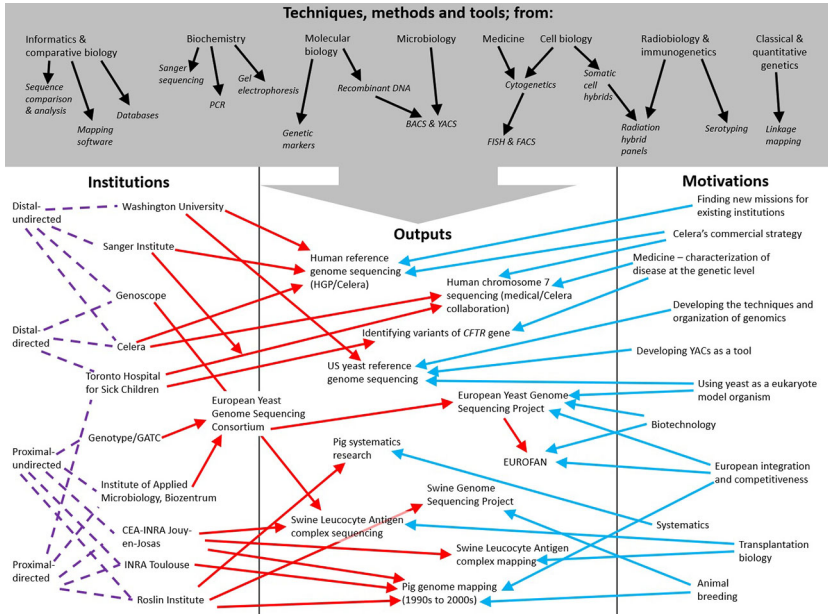 Techniques, methods and tools; from:
Informatics &
comparative biology
Biochemistry
Molecular
biology
Microbiology
Medicine
Cell biology
Radiobiology &
immunogenetics
Classical &
quantitative
genetics
Sequence
comparison
& analysis
Mapping
software
Databases
Sanger
sequencing
PCR
Gel
electrophoresis
Genetic
markers
Recombinant DNA
BACS & YACS
Cytogenetics
FISH & FACS
Somatic
cell
hybrids
Radiation
hybrid
panels
Serotyping
Linkage
mapping
Institutions
Distal-
undirected
Distal-
directed
Proximal-
undirected
Proximal-
directed
Washington University
Sanger Institute
Genoscope
Celera
Toronto Hospital
for Sick Children
Genotype/GATC
Institute of Applied
Microbiology, Biozentrum
CEA-INRA Jouy-
en-Josas
INRA Toulouse
Roslin Institute
European Yeast
Genome Sequencing
Consortium
Outputs
Human reference
genome sequencing
(HGP/Celera)
Human chromosome 7
sequencing (medical/Celera
collaboration)
Identifying variants of CFTR gene
US yeast reference
genome sequencing
European Yeast Genome
Sequencing Project
EUROFAN
Pig systematics
research
Swine Genome
Sequencing Project
Swine Leucocyte Antigen
complex sequencing
Swine Leucocyte Antigen
complex mapping
Pig genome mapping
(1990s to 2000s)
Motivations
Finding new missions for
existing institutions
Celera's commercial strategy
Medicine – characterization of
disease at the genetic level
Developing the techniques and
organization of genomics
Developing YACs as a tool
Using yeast as a eukaryote
model organism
Biotechnology
European integration
and competitiveness
Systematics
Transplantation
biology
Animal
breeding